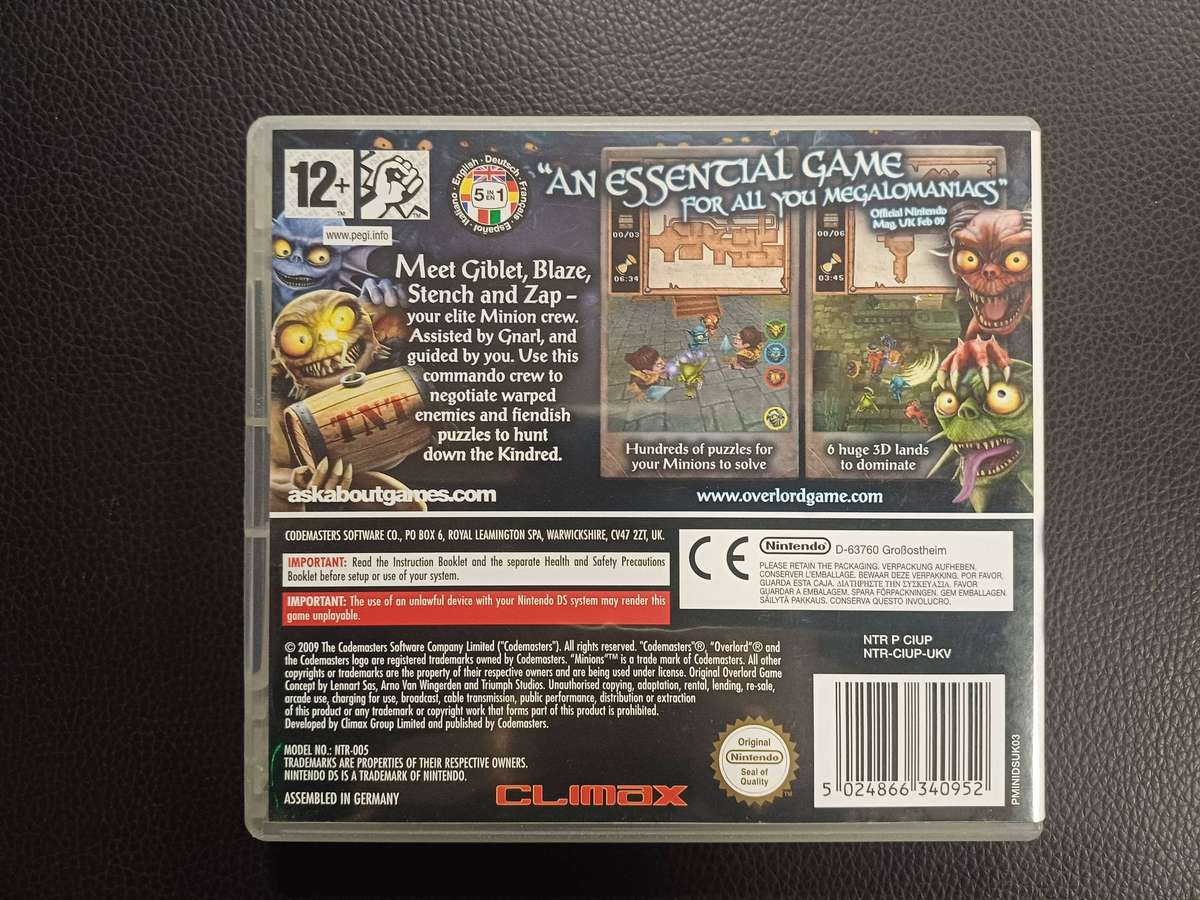 12+
TM
TM
www.pegi.info
English · Deutsch · Français · Español · Italiano
5 IN EN 1
"AN ESSENTIAL GAME
FOR ALL YOU MEGALOMANIACS"
Official Nintendo
Mag, UK Feb 09
00/03
06:34
00/06
03:45
Meet Giblet, Blaze,
Stench and Zap –
your elite Minion crew.
Assisted by Gnarl, and
guided by you. Use this
commando crew to
negotiate warped
enemies and fiendish
puzzles to hunt
down the Kindred.
TNT
Hundreds of puzzles for
your Minions to solve
6 huge 3D lands
to dominate
askaboutgames.com
www.overlordgame.com
CODEMASTERS SOFTWARE CO., PO BOX 6, ROYAL LEAMINGTON SPA, WARWICKSHIRE, CV47 2ZT, UK.
IMPORTANT: Read the Instruction Booklet and the separate Health and Safety Precautions
Booklet before setup or use of your system.
IMPORTANT: The use of an unlawful device with your Nintendo DS system may render this
game unplayable.
CE
Nintendo® D-63760 Großostheim
PLEASE RETAIN THE PACKAGING. VERPACKUNG AUFHEBEN.
CONSERVER L'EMBALLAGE. BEWAAR DEZE VERPAKKING. POR FAVOR,
GUARDA ESTA CAJA. ΔΙΑΤΗΡΗΣΤΕ ΤΗΝ ΣΥΣΚΕΥΑΣΙΑ. FAVOR
GUARDAR A EMBALAGEM. SPARA FÖRPACKNINGEN. GEM EMBALLAGEN.
SÄILYTÄ PAKKAUS. CONSERVA QUESTO INVOLUCRO.
NTR P CIUP
NTR-CIUP-UKV
© 2009 The Codemasters Software Company Limited ("Codemasters"). All rights reserved. "Codemasters"®, "Overlord"® and
the Codemasters logo are registered trademarks owned by Codemasters. "Minions"™ is a trade mark of Codemasters. All other
copyrights or trademarks are the property of their respective owners and are being used under license. Original Overlord Game
Concept by Lennart Sas, Arno Van Wingerden and Triumph Studios. Unauthorised copying, adaptation, rental, lending, re-sale,
arcade use, charging for use, broadcast, cable transmission, public performance, distribution or extraction
of this product or any trademark or copyright work that forms part of this product is prohibited.
Developed by Climax Group Limited and published by Codemasters.
MODEL NO.: NTR-005
TRADEMARKS ARE PROPERTIES OF THEIR RESPECTIVE OWNERS.
NINTENDO DS IS A TRADEMARK OF NINTENDO.
ASSEMBLED IN GERMANY
CLIMAX
Original
Nintendo
Seal of
Quality
TM
5 024866 340952
PMINIDSUK03